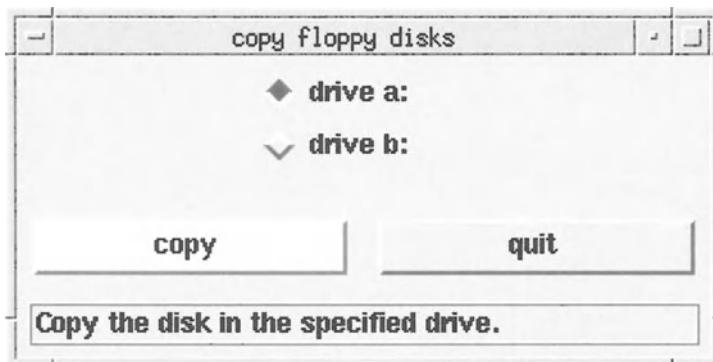 copy floppy disks
drive a:
drive b:
copy quit
Copy the disk in the specified drive.